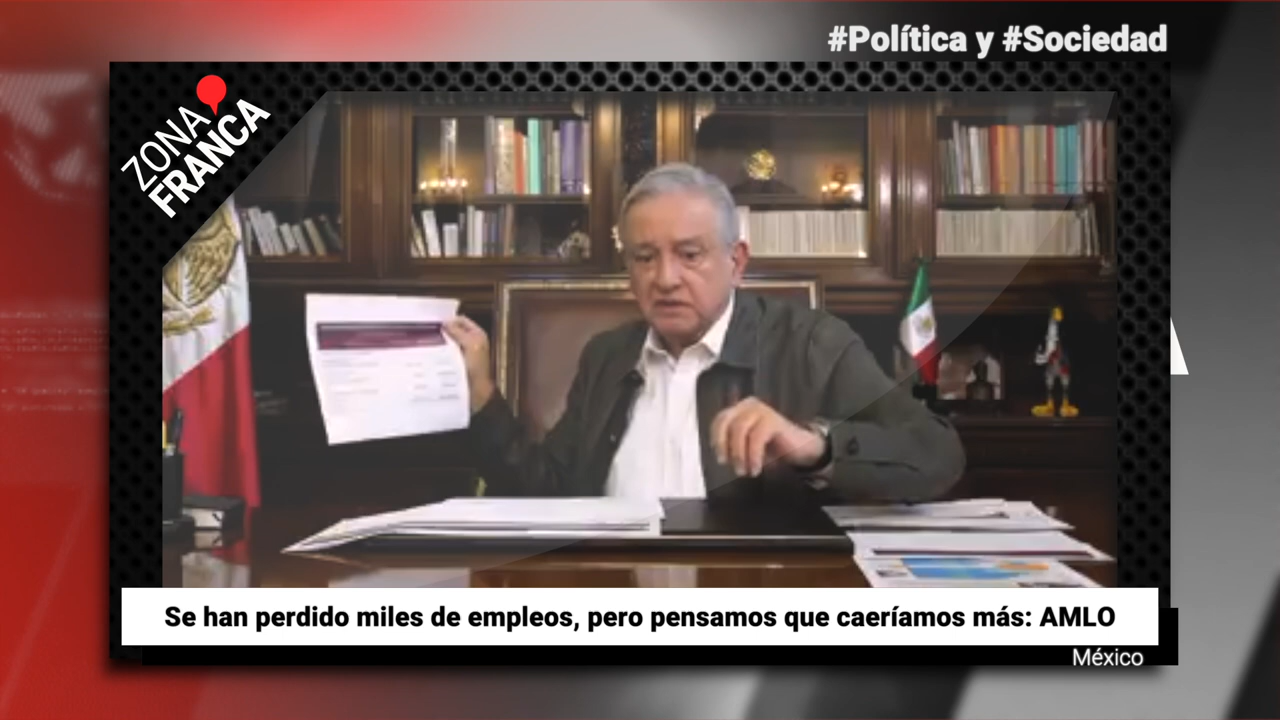 #Política y #Sociedad
ZONA
FRANCA
Se han perdido miles de empleos, pero pensamos que caeríamos más: AMLO
México